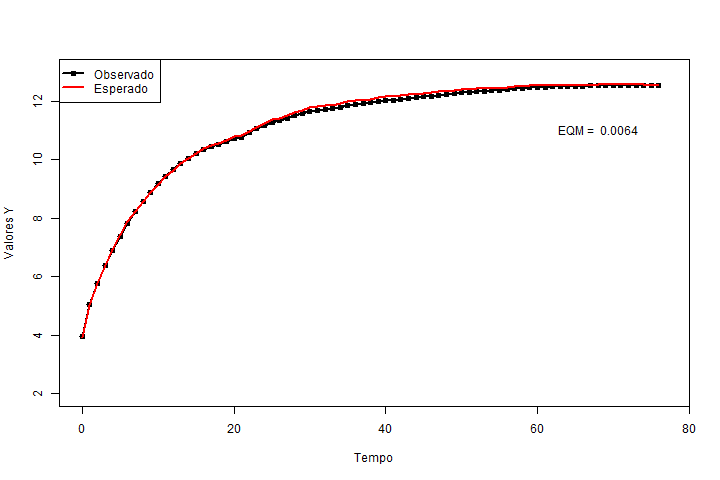 Observado
Esperado
EQM = 0.0064
Valores Y
2
4
6
8
10
12
0
20
40
60
80
Tempo